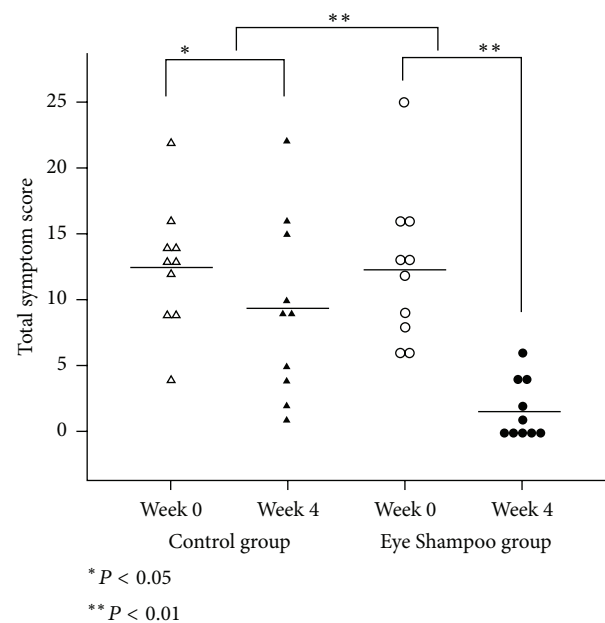 **
* **
25
20
15
10
5
0
Total symptom score
Week 0 Week 4 Week 0 Week 4
Control group Eye Shampoo group
* P < 0.05
** P < 0.01